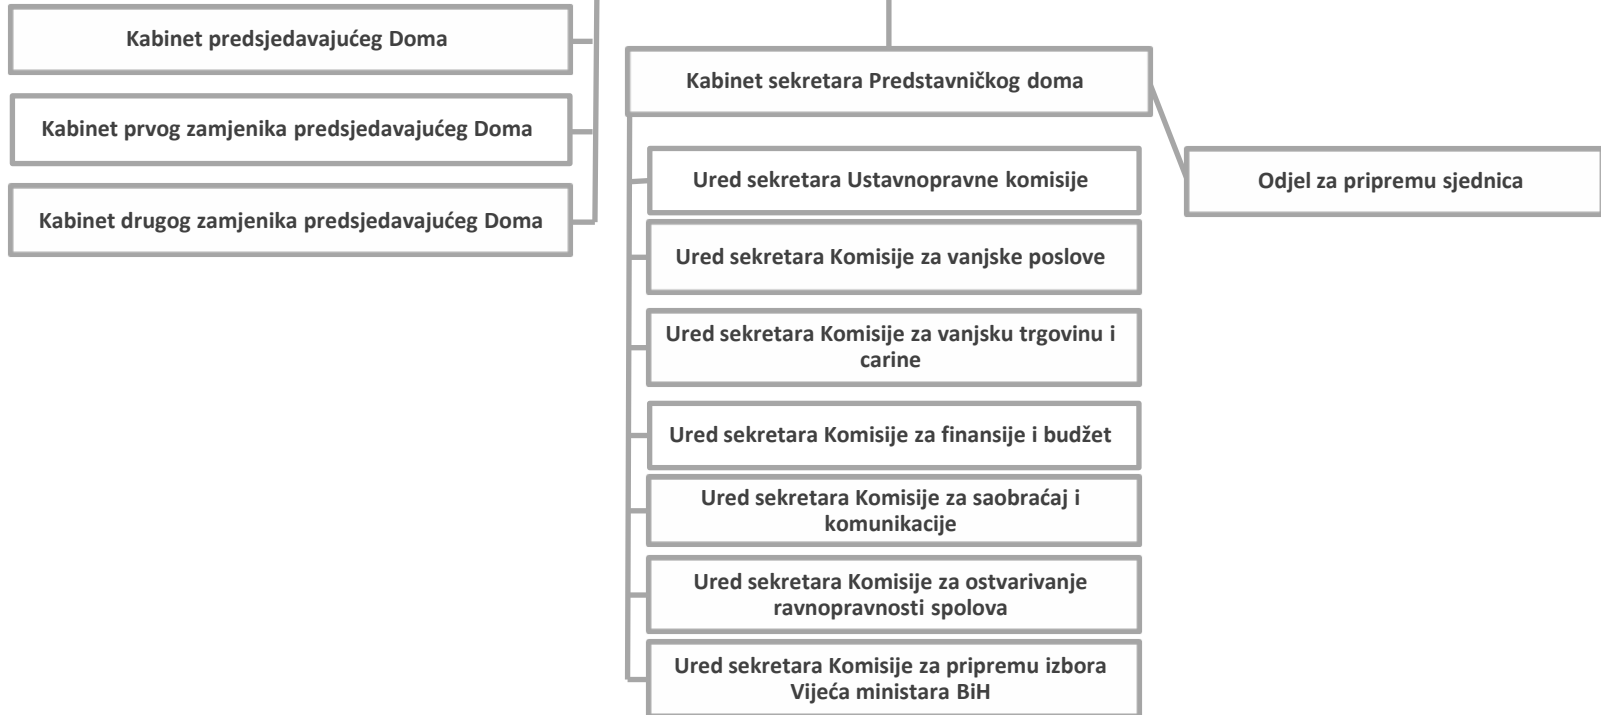 Kabinet predsjedavajućeg Doma
Kabinet prvog zamjenika predsjedavajućeg Doma
Kabinet drugog zamjenika predsjedavajućeg Doma
Kabinet sekretara Predstavničkog doma
Ured sekretara Ustavnopravne komisije
Ured sekretara Komisije za vanjske poslove
Ured sekretara Komisije za vanjsku trgovinu i
carine
Ured sekretara Komisije za finansije i budžet
Ured sekretara Komisije za saobraćaj i
komunikacije
Ured sekretara Komisije za ostvarivanje
ravnopravnosti spolova
Ured sekretara Komisije za pripremu izbora
Vijeća ministara BiH
Odjel za pripremu sjednica